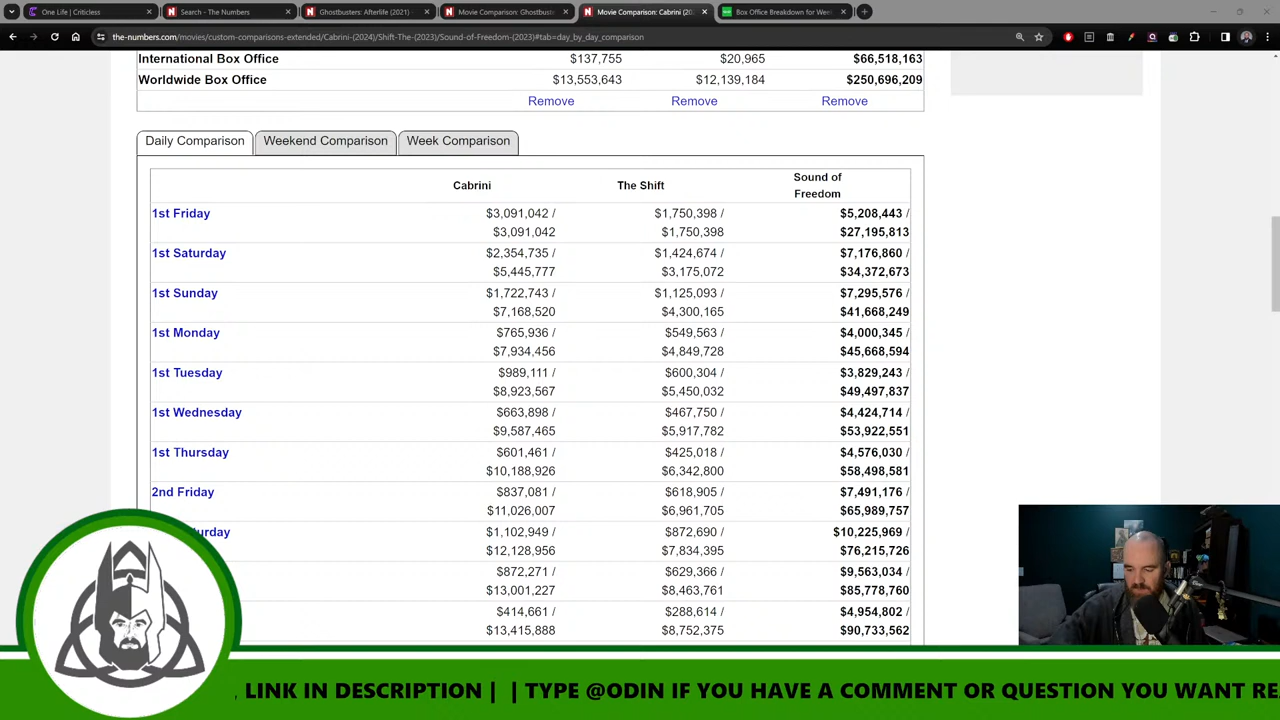 One Life | Criticless
Search - The Numbers
Ghostbusters: Afterlife (2021) -
Movie Comparison: Ghostbus
Movie Comparison: Cabrini (20
Box Office Breakdown for Wee
the-numbers.com/movies/custom-comparisons-extended/Cabrini-(2024)/Shift-The-(2023)/Sound-of-Freedom-(2023)#tab=day_by_day_comparison
International Box Office $137,755 $20,965 $66,518,163
Worldwide Box Office $13,553,643 $12,139,184 $250,696,209
Remove Remove Remove
Daily Comparison Weekend Comparison Week Comparison
Cabrini The Shift Sound of
Freedom
1st Friday $3,091,042 / $1,750,398 / $5,208,443 /
$3,091,042 $1,750,398 $27,195,813
1st Saturday $2,354,735 / $1,424,674 / $7,176,860 /
$5,445,777 $3,175,072 $34,372,673
1st Sunday $1,722,743 / $1,125,093 / $7,295,576 /
$7,168,520 $4,300,165 $41,668,249
1st Monday $765,936 / $549,563 / $4,000,345 /
$7,934,456 $4,849,728 $45,668,594
1st Tuesday $989,111 / $600,304 / $3,829,243 /
$8,923,567 $5,450,032 $49,497,837
1st Wednesday $663,898 / $467,750 / $4,424,714 /
$9,587,465 $5,917,782 $53,922,551
1st Thursday $601,461 / $425,018 / $4,576,030 /
$10,188,926 $6,342,800 $58,498,581
2nd Friday $837,081 / $618,905 / $7,491,176 /
$11,026,007 $6,961,705 $65,989,757
urday $1,102,949 / $872,690 / $10,225,969 /
$12,128,956 $7,834,395 $76,215,726
$872,271 / $629,366 / $9,563,034 /
$13,001,227 $8,463,761 $85,778,760
$414,661 / $288,614 / $4,954,802 /
$13,415,888 $8,752,375 $90,733,562
, LINK IN DESCRIPTION | | TYPE @ODIN IF YOU HAVE A COMMENT OR QUESTION YOU WANT RE